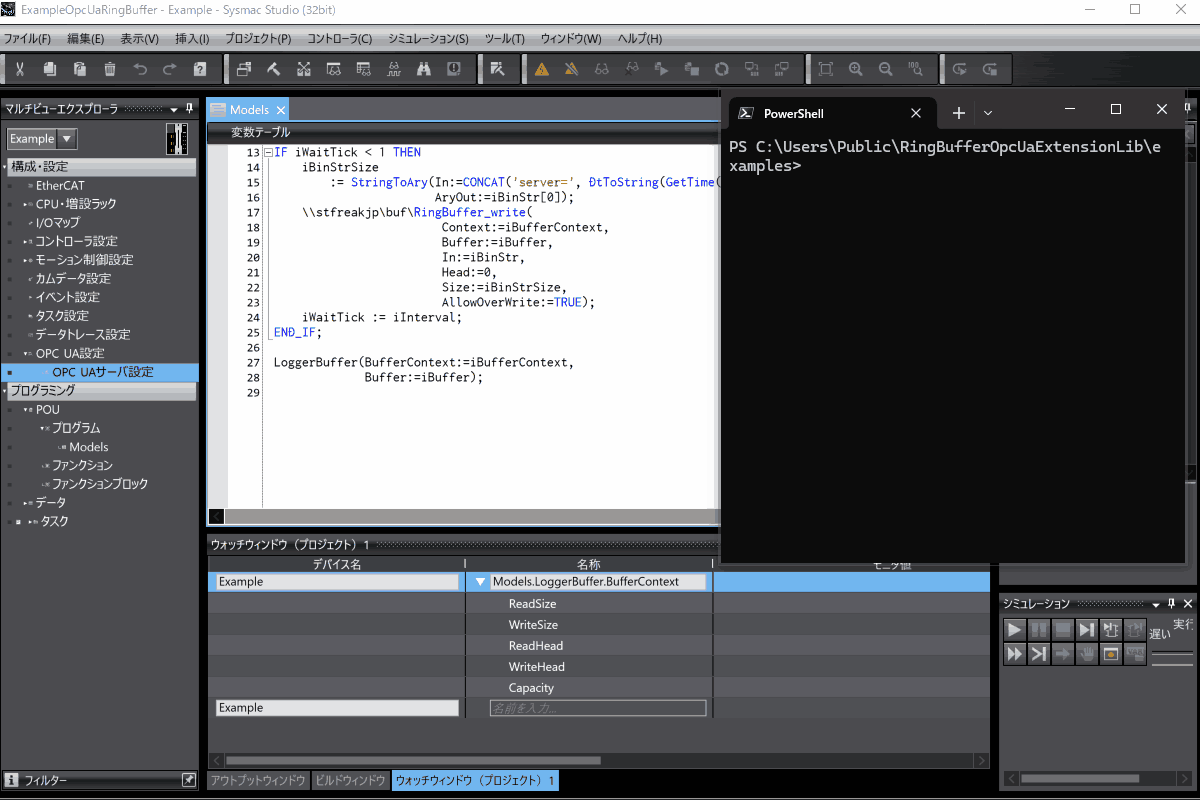 ExampleOpcUaRingBuffer - Example - Sysmac Studio (32bit)
ファイル(F) 編集(E) 表示(V) 挿入(I) プロジェクト(P) コントローラ(C) シミュレーション(S) ツール(T) ウィンドウ(W) ヘルプ(H)
マルチビューエクスプローラ
Example
構成・設定
EtherCAT
CPU・増設ラック
I/Oマップ
コントローラ設定
モーション制御設定
カムデータ設定
イベント設定
タスク設定
データトレース設定
OPC UA設定
OPC UAサーバ設定
プログラミング
POU
プログラム
Models
ファンクション
ファンクションブロック
データ
タスク
フィルター
Models
変数テーブル
13 IF iWaitTick < 1 THEN
14 iBinStrSize
15 := StringToAry(In:=CONCAT('server=', DtToString(GetTime(
16 AryOut:=iBinStr[0]);
17 \\stfreakjp\buf\RingBuffer_write(
18 Context:=iBufferContext,
19 Buffer:=iBuffer,
20 In:=iBinStr,
21 Head:=0,
22 Size:=iBinStrSize,
23 AllowOverWrite:=TRUE);
24 iWaitTick := iInterval;
25 END_IF;
26
27 LoggerBuffer(BufferContext:=iBufferContext,
28 Buffer:=iBuffer);
29
PowerShell
PS C:\Users\Public\RingBufferOpcUaExtensionLib\e
xamples>
ウォッチウィンドウ（プロジェクト）1
デバイス名 名称 モニタ値
Example Models.LoggerBuffer.BufferContext
ReadSize
WriteSize
ReadHead
WriteHead
Capacity
Example 名前を入力...
アウトプットウィンドウ ビルドウィンドウ ウォッチウィンドウ（プロジェクト）1
シミュレーション
実行
遅い